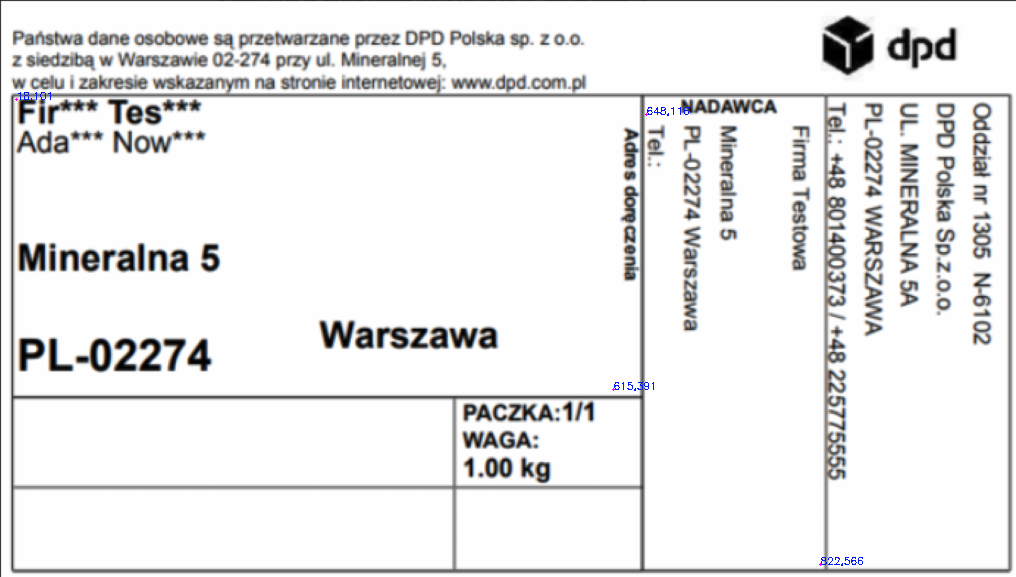 Państwa dane osobowe są przetwarzane przez DPD Polska sp. z o.o.
z siedzibą w Warszawie 02-274 przy ul. Mineralnej 5,
w celu i zakresie wskazanym na stronie internetowej: www.dpd.com.pl
dpd
18,101
Fir*** Tes***
Ada*** Now***
Mineralna 5
PL-02274
Warszawa
Adres doręczenia
615,391
PACZKA:1/1
WAGA:
1.00 kg
648,116
NADAWCA
Firma Testowa
Mineralna 5
PL-02274 Warszawa
Tel.:
Oddział nr 1305 N-6102
DPD Polska Sp.z.o.o.
UL. MINERALNA 5A
PL-02274 WARSZAWA
Tel.: +48 801400373 / +48 225775555
822,566